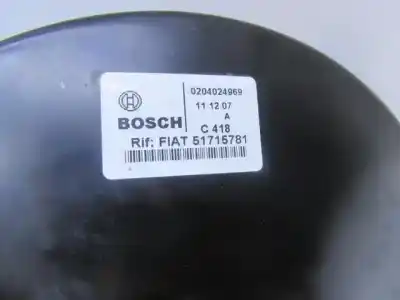 0204024969
11 12 07
A
BOSCH
C 418
Rif: FIAT 51715781